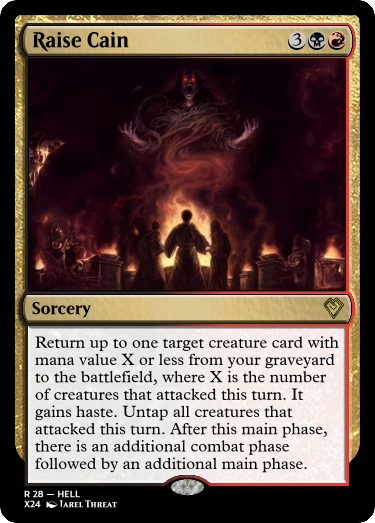 Raise Cain 3
Sorcery
Return up to one target creature card with
mana value X or less from your graveyard
to the battlefield, where X is the number
of creatures that attacked this turn. It
gains haste. Untap all creatures that
attacked this turn. After this main phase,
there is an additional combat phase
followed by an additional main phase.
R 28 — HELL
X24 Jarel Threat